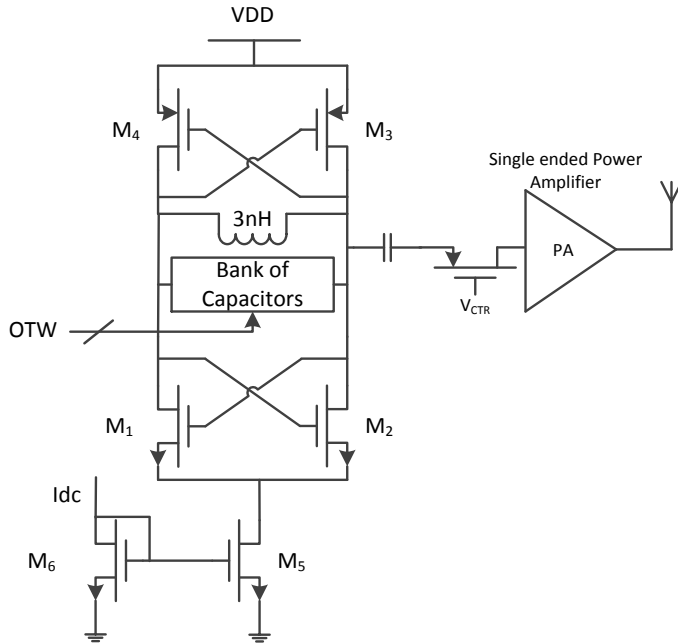 VDD
M4
M3
Single ended Power
Amplifier
3nH
PA
Bank of
Capacitors
VCTR
OTW
M1
M2
Idc
M6
M5